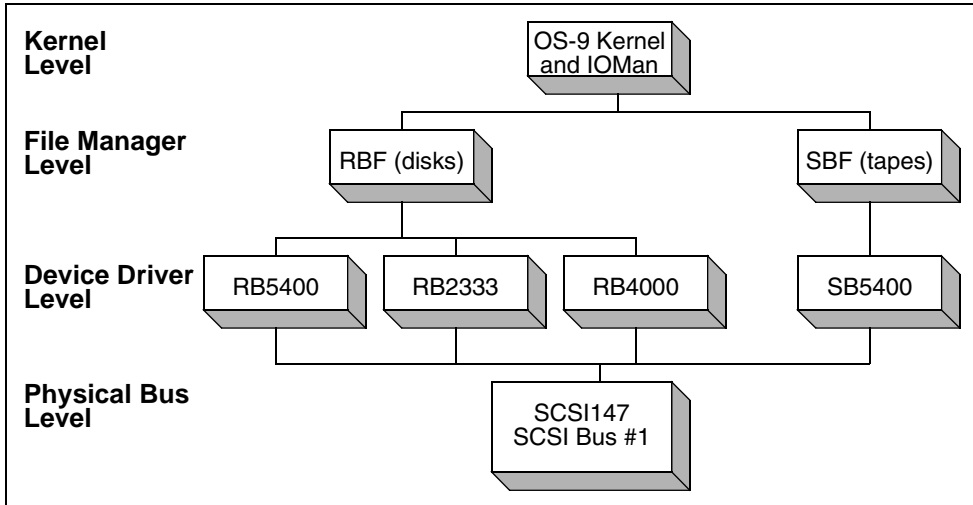 Kernel
Level
OS-9 Kernel
and IOMan
File Manager
Level
RBF (disks)
SBF (tapes)
Device Driver
Level
RB5400
RB2333
RB4000
SB5400
Physical Bus
Level
SCSI147
SCSI Bus #1